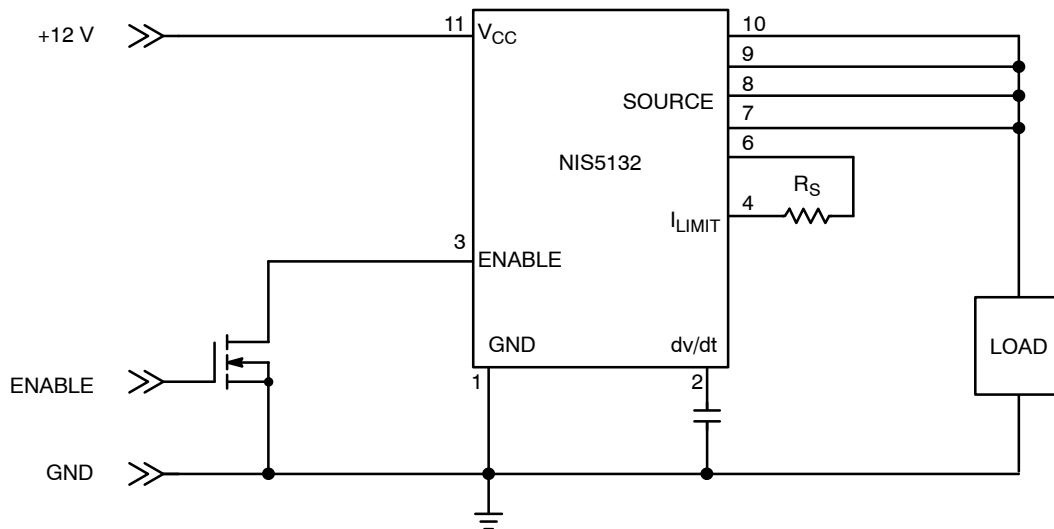 +12 V
11
V_CC
10
9
8
SOURCE
7
6
NIS5132
R_S
4
I_LIMIT
3
ENABLE
GND
dv/dt
LOAD
ENABLE
1
2
GND